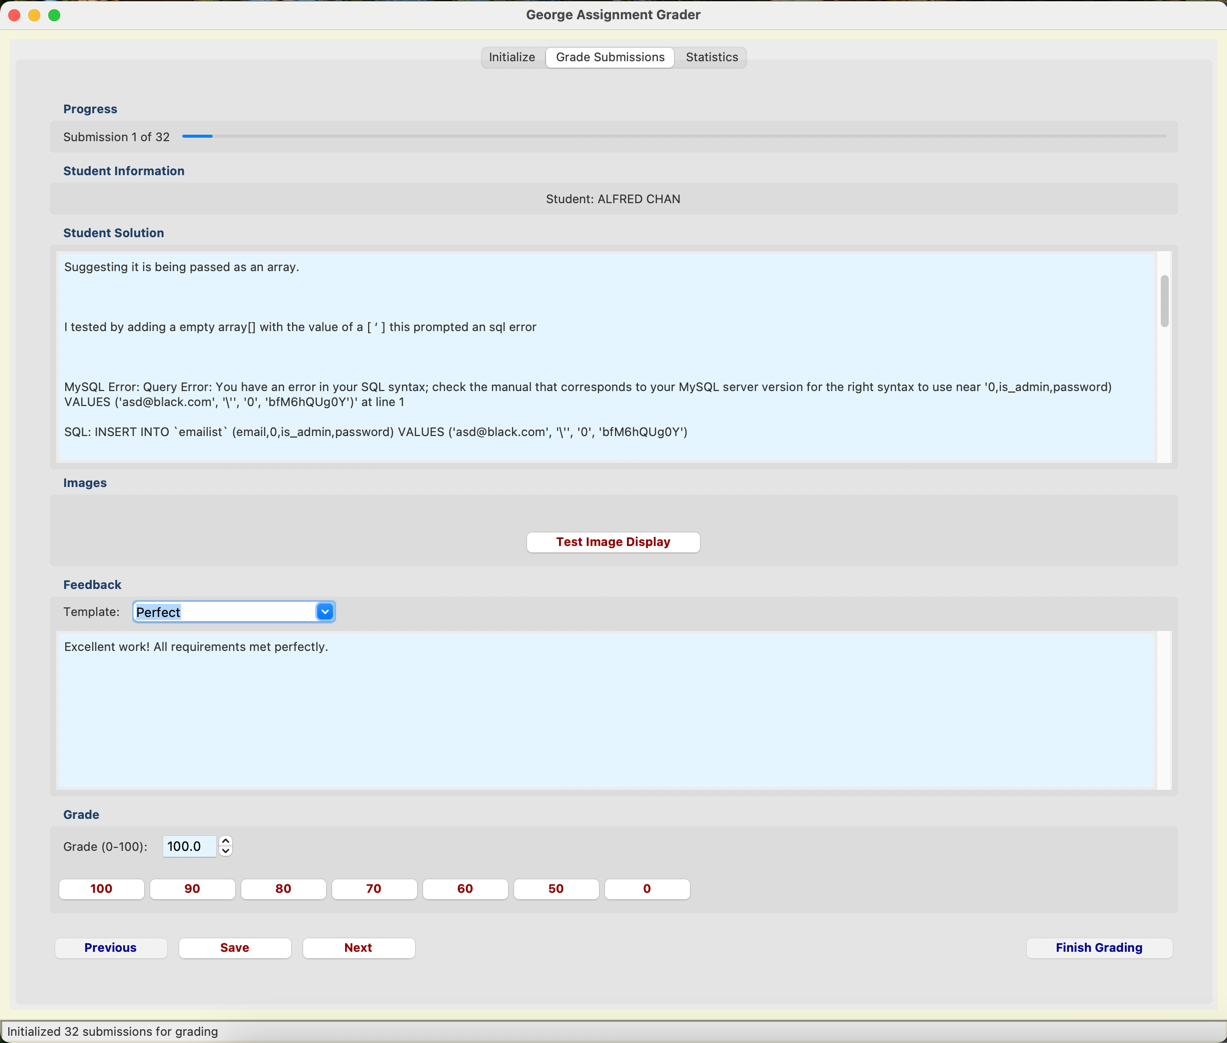 George Assignment Grader
Initialize Grade Submissions Statistics
Progress
Submission 1 of 32
Student Information
Student: ALFRED CHAN
Student Solution
Suggesting it is being passed as an array.
I tested by adding a empty array[] with the value of a [ ‘ ] this prompted an sql error
MySQL Error: Query Error: You have an error in your SQL syntax; check the manual that corresponds to your MySQL server version for the right syntax to use near '0,is_admin,password)
VALUES ('asd@black.com', '\'', '0', 'bfM6hQUg0Y')' at line 1
SQL: INSERT INTO `emailist` (email,0,is_admin,password) VALUES ('asd@black.com', '\'', '0', 'bfM6hQUg0Y')
Images
Test Image Display
Feedback
Template: Perfect
Excellent work! All requirements met perfectly.
Grade
Grade (0-100): 100.0
100 90 80 70 60 50 0
Previous Save Next Finish Grading
Initialized 32 submissions for grading